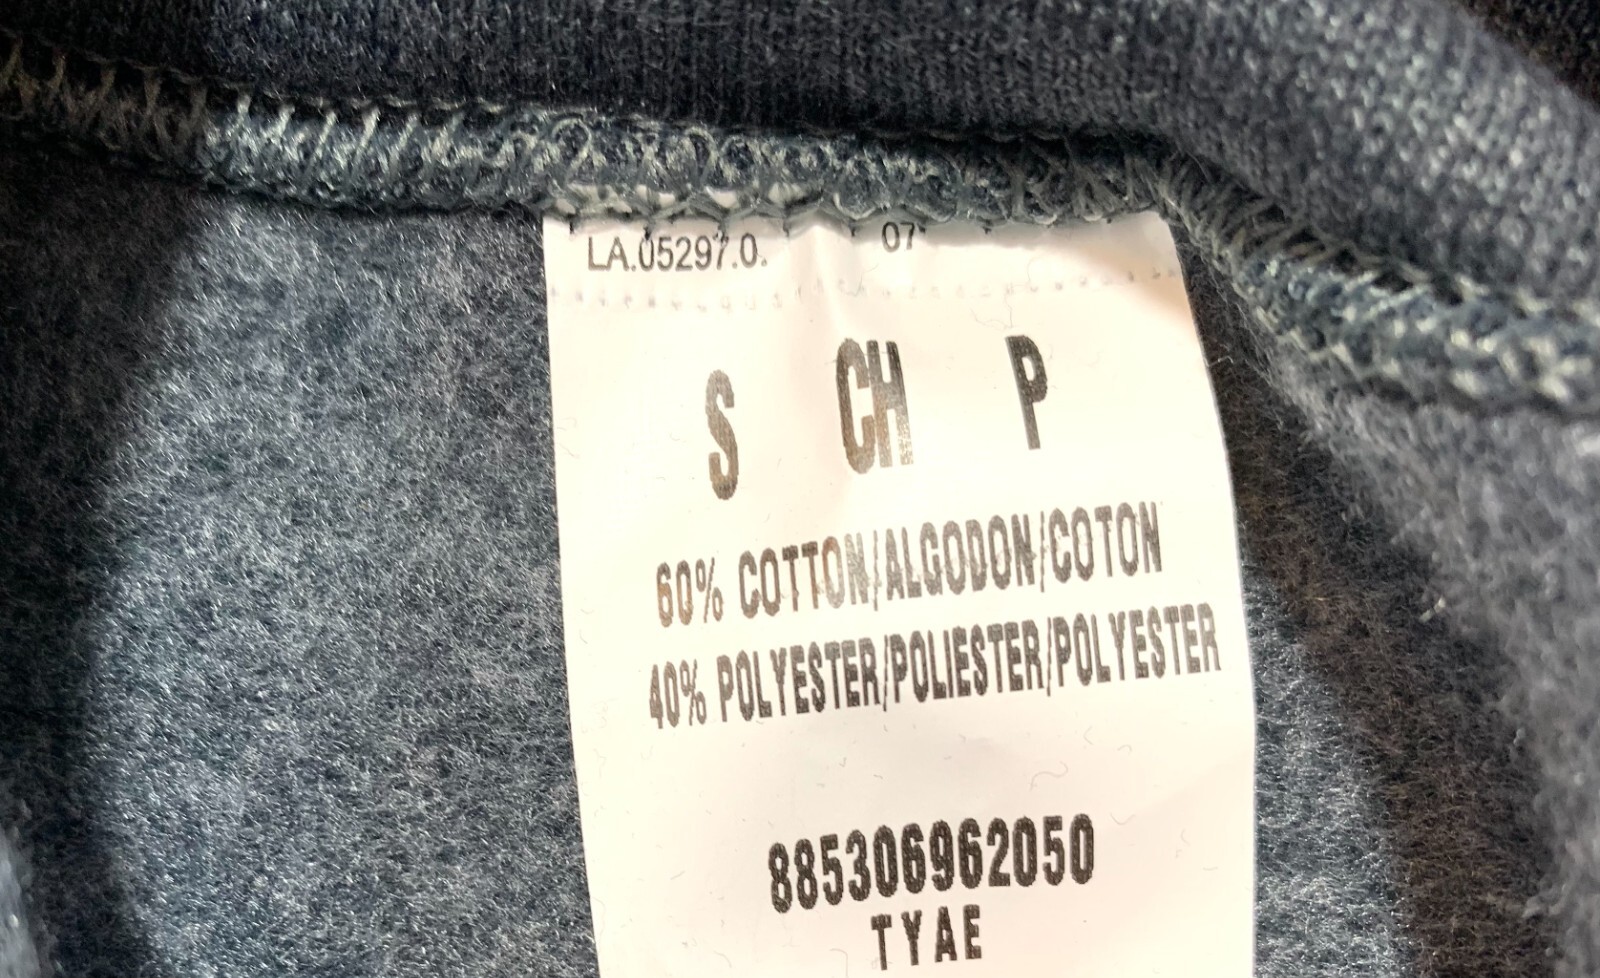 LA.05297.0. 07
S CH P
60% COTTON/ALGODON/COTON
40% POLYESTER/POLIESTER/POLYESTER
885306962050
TYAE